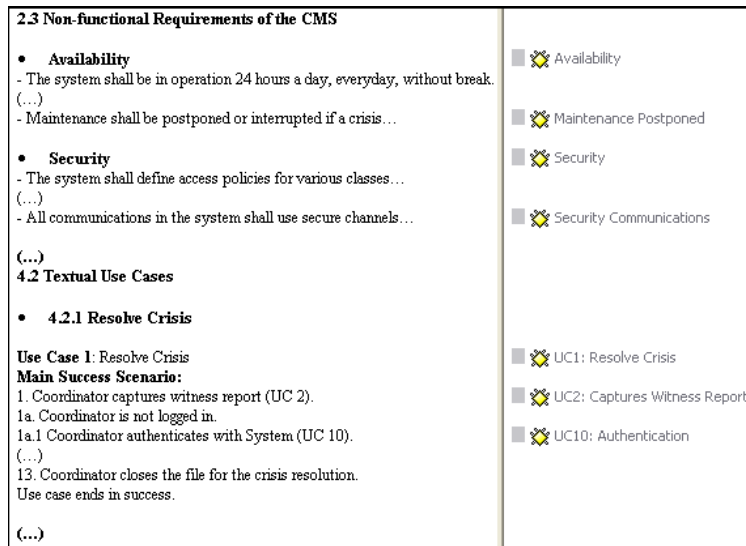 2.3 Non-functional Requirements of the CMS
• Availability
- The system shall be in operation 24 hours a day, everyday, without break.
(…)
- Maintenance shall be postponed or interrupted if a crisis…
• Security
- The system shall define access policies for various classes…
(…)
- All communications in the system shall use secure channels…
(…)
4.2 Textual Use Cases
• 4.2.1 Resolve Crisis
Use Case 1: Resolve Crisis
Main Success Scenario:
1. Coordinator captures witness report (UC 2).
1a. Coordinator is not logged in.
1a.1 Coordinator authenticates with System (UC 10).
(…)
13. Coordinator closes the file for the crisis resolution.
Use case ends in success.
(…)
Availability
Maintenance Postponed
Security
Security Communications
UC1: Resolve Crisis
UC2: Captures Witness Report
UC10: Authentication